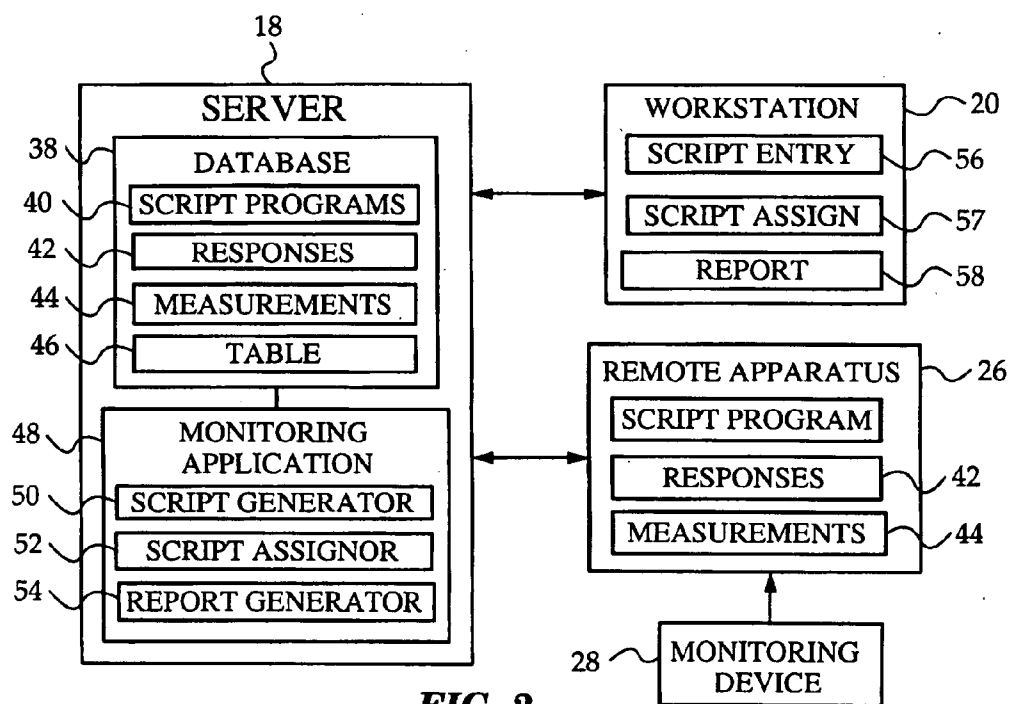 18
SERVER
38
DATABASE
40
SCRIPT PROGRAMS
42
RESPONSES
44
MEASUREMENTS
46
TABLE
48
MONITORING
APPLICATION
50
SCRIPT GENERATOR
52
SCRIPT ASSIGNOR
54
REPORT GENERATOR
WORKSTATION
20
SCRIPT ENTRY
56
SCRIPT ASSIGN
57
REPORT
58
REMOTE APPARATUS
26
SCRIPT PROGRAM
RESPONSES
42
MEASUREMENTS
44
28
MONITORING
DEVICE
FIG.